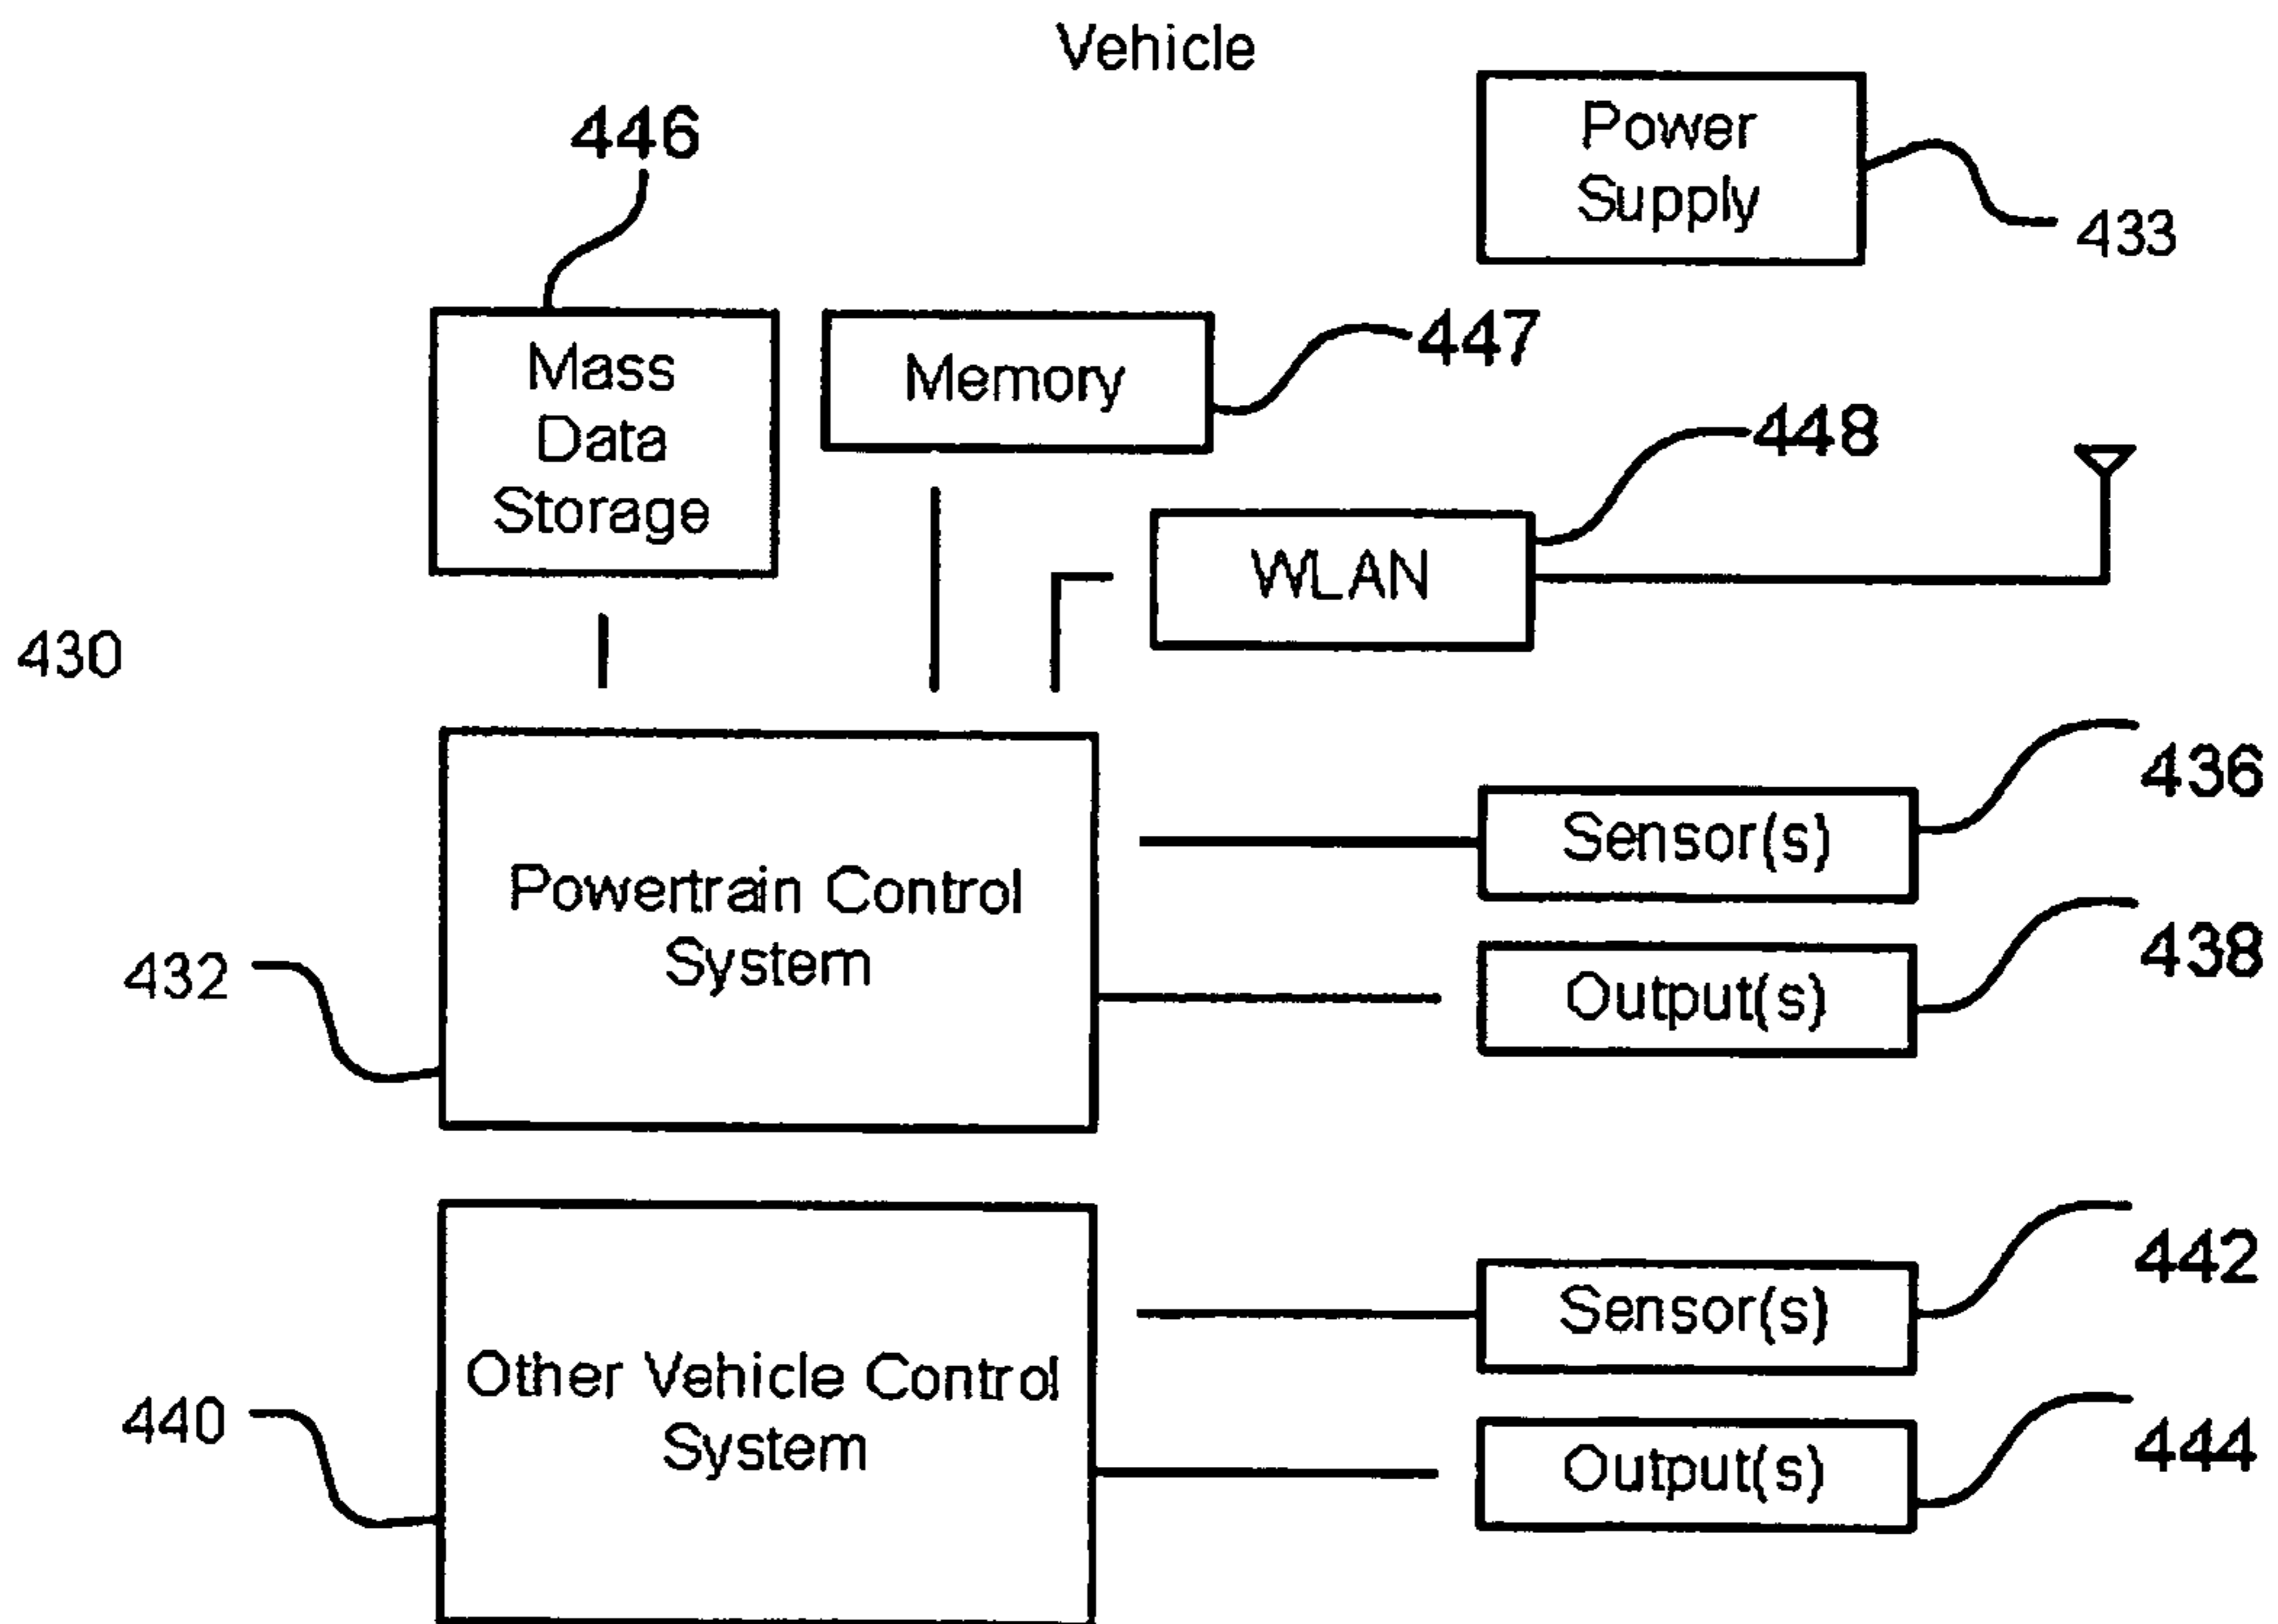 Vehicle
Power
Supply
433
446
Mass
Data
Storage
Memory
447
448
WLAN
430
Powertrain Control
System
432
Sensor(s)
436
Output(s)
438
Other Vehicle Control
System
440
Sensor(s)
442
Output(s)
444